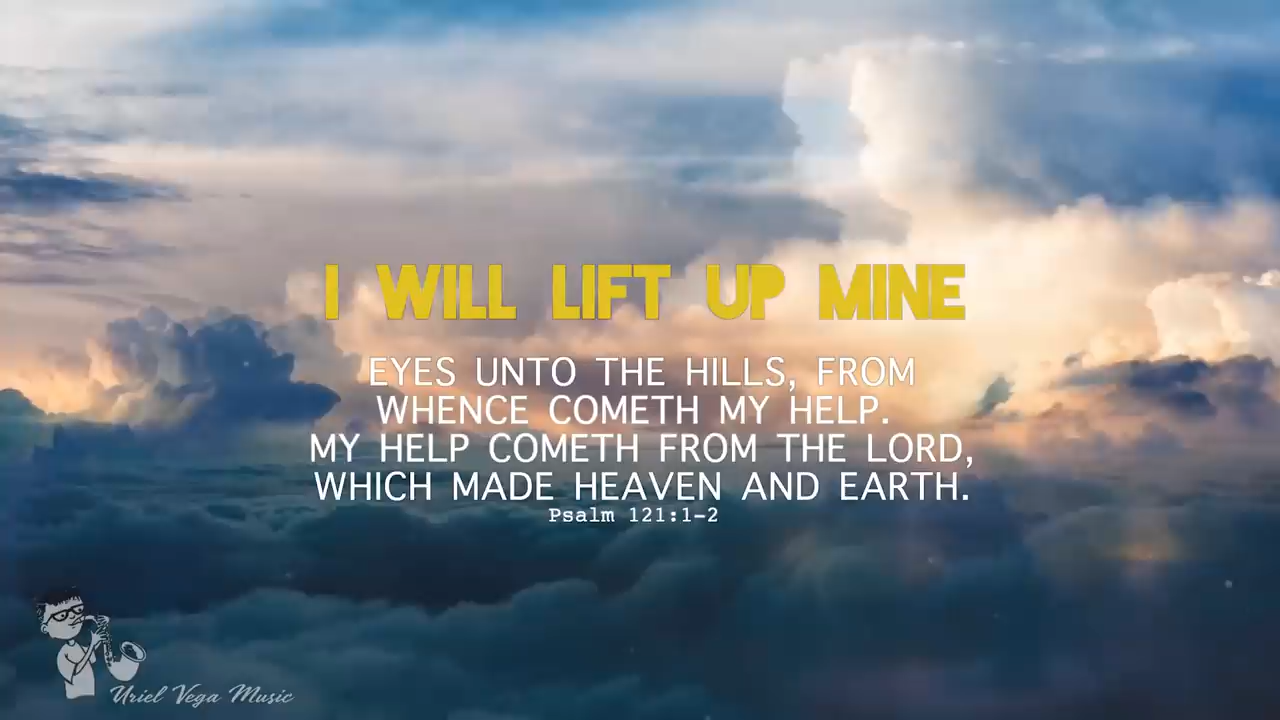 I WILL LIFT UP MINE
EYES UNTO THE HILLS, FROM
WHENCE COMETH MY HELP.
MY HELP COMETH FROM THE LORD,
WHICH MADE HEAVEN AND EARTH.
Psalm 121:1-2
Uriel Vega Music